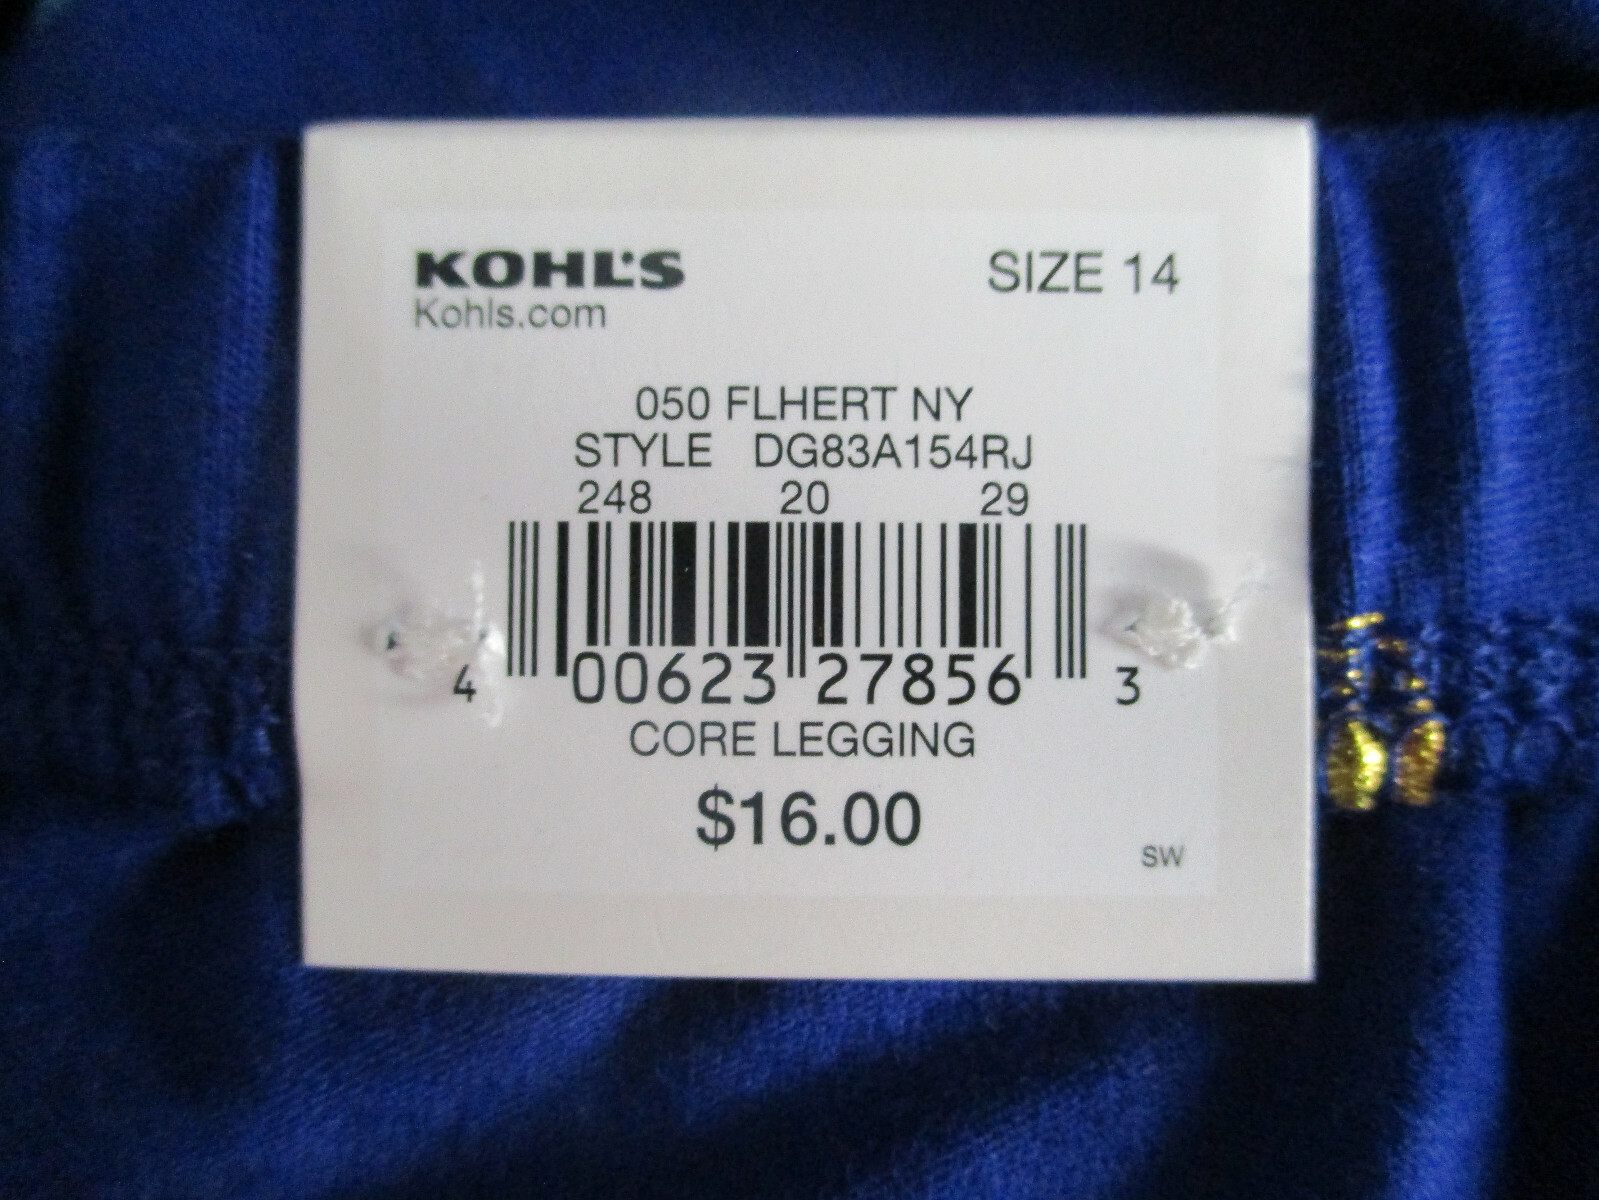 KOHL'S
Kohls.com
SIZE 14
050 FLHERT NY
STYLE DG83A154RJ
248 20 29
4 00623 27856 3
CORE LEGGING
$16.00
SW